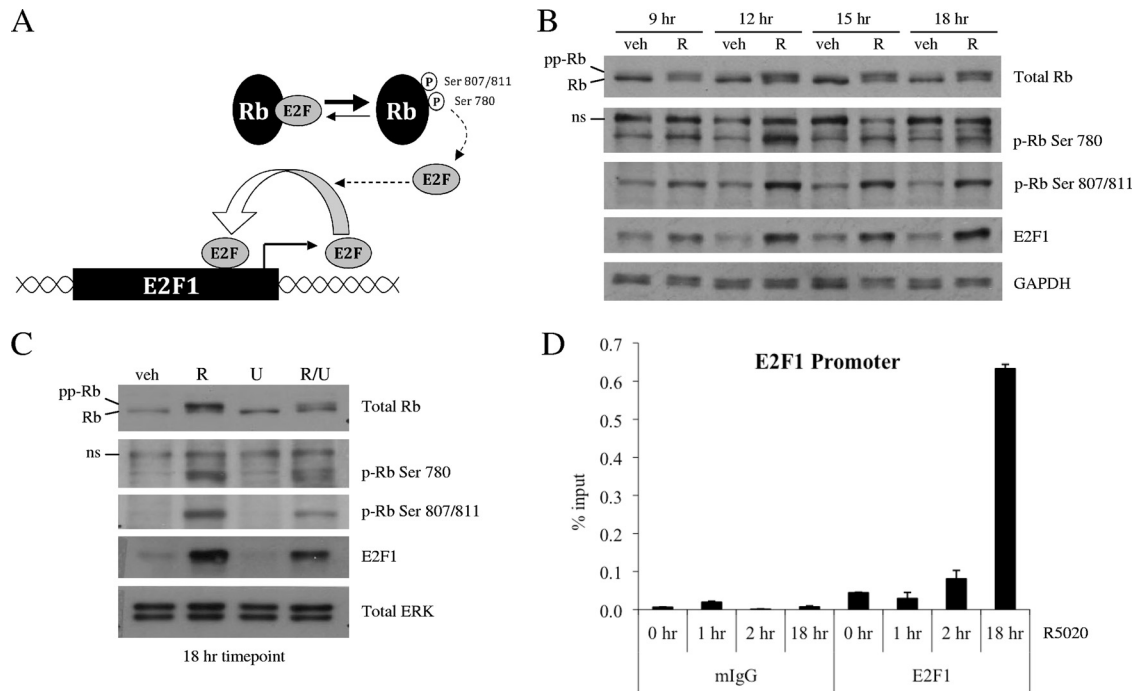 A
Rb
E2F
Rb
P
Ser 807/811
P
Ser 780
E2F
E2F
E2F
E2F1
B
9 hr 12 hr 15 hr 18 hr
veh R veh R veh R veh R
pp-Rb
Rb
Total Rb
ns
p-Rb Ser 780
p-Rb Ser 807/811
E2F1
GAPDH
C
veh R U R/U
pp-Rb
Rb
Total Rb
ns
p-Rb Ser 780
p-Rb Ser 807/811
E2F1
Total ERK
18 hr timepoint
D
E2F1 Promoter
% input
0.7
0.6
0.5
0.4
0.3
0.2
0.1
0.0
0 hr 1 hr 2 hr 18 hr 0 hr 1 hr 2 hr 18 hr R5020
mIgG E2F1